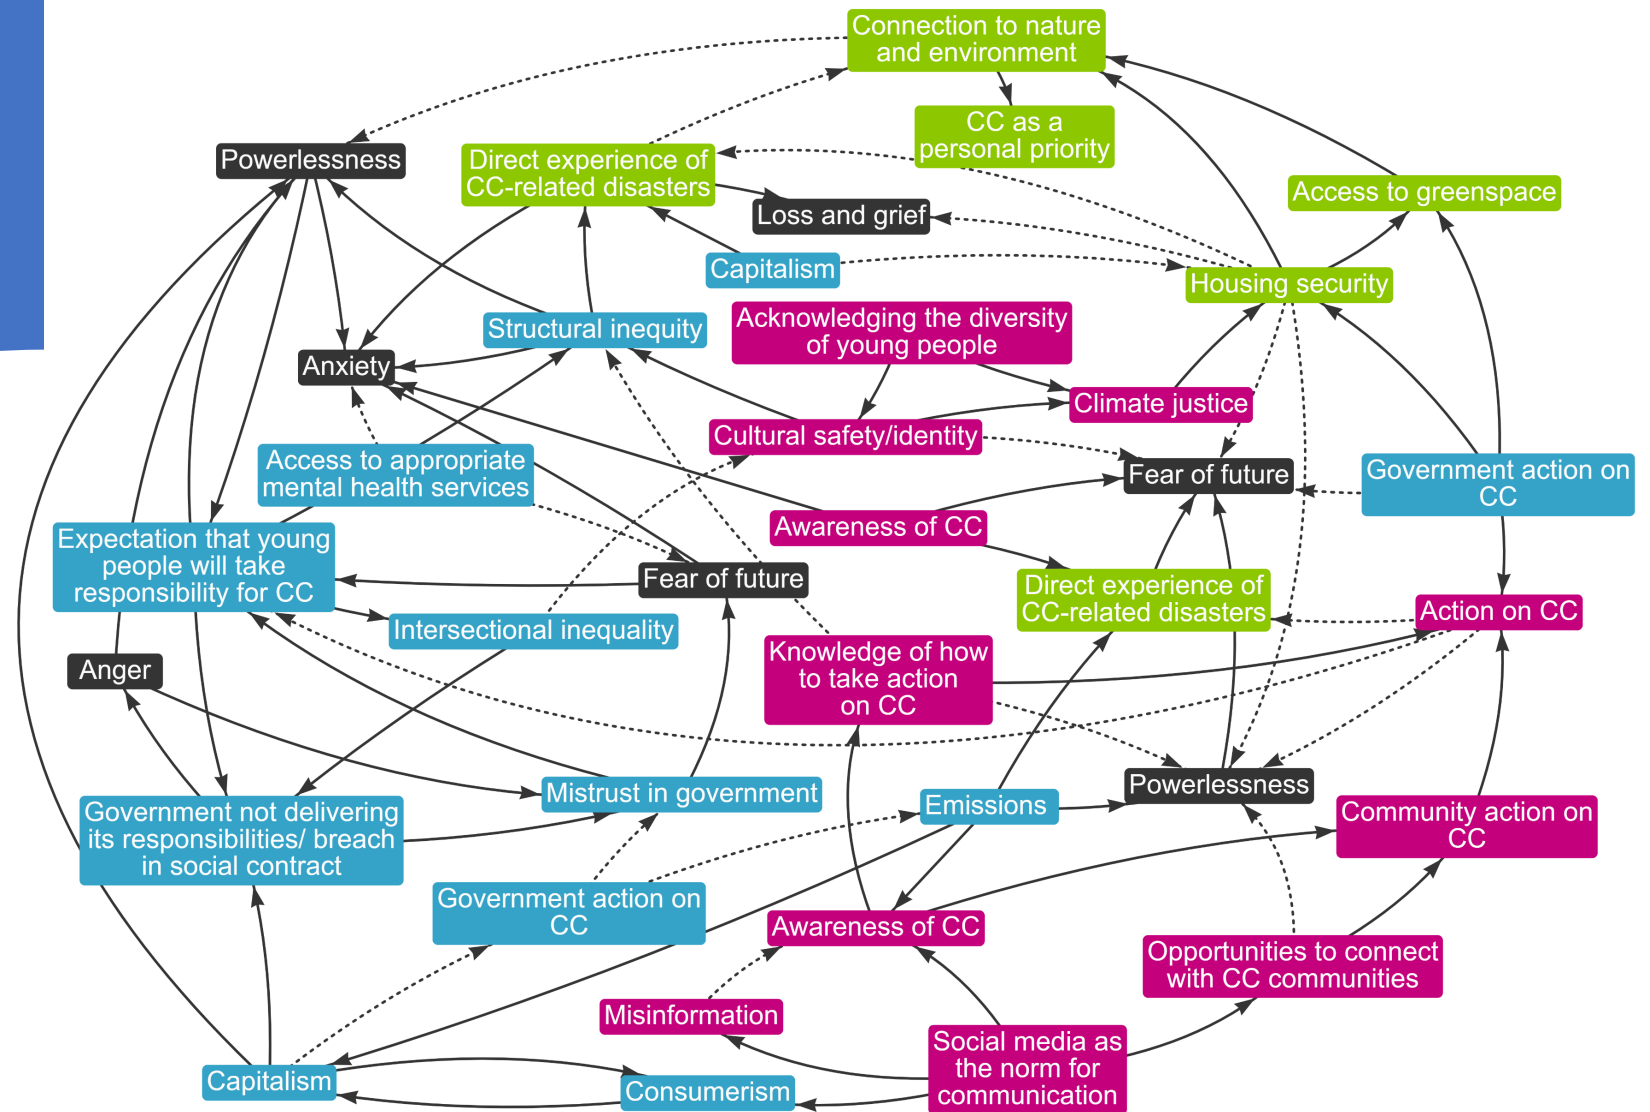 Connection to nature
and environment
CC as a
personal priority
Powerlessness
Direct experience of
CC-related disasters
Access to greenspace
Loss and grief
Capitalism
Housing security
Structural inequity
Acknowledging the diversity
of young people
Anxiety
Climate justice
Cultural safety/identity
Access to appropriate
mental health services
Fear of future
Government action on
CC
Awareness of CC
Expectation that young
people will take
responsibility for CC
Fear of future
Direct experience of
CC-related disasters
Action on CC
Intersectional inequality
Anger
Knowledge of how
to take action
on CC
Mistrust in government
Emissions
Powerlessness
Government not delivering
its responsibilities/ breach
in social contract
Community action on
CC
Government action on
CC
Awareness of CC
Opportunities to connect
with CC communities
Misinformation
Social media as
the norm for
communication
Capitalism
Consumerism